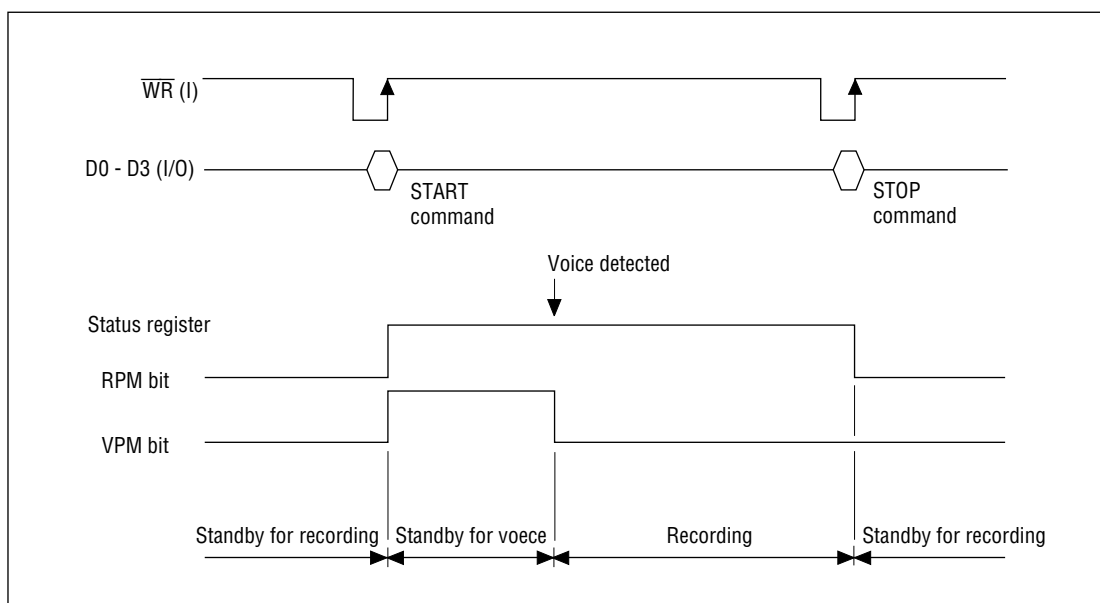 WR (I)
D0 - D3 (I/O)
START
command
STOP
command
Voice detected
Status register
RPM bit
VPM bit
Standby for recording
Standby for voece
Recording
Standby for recording